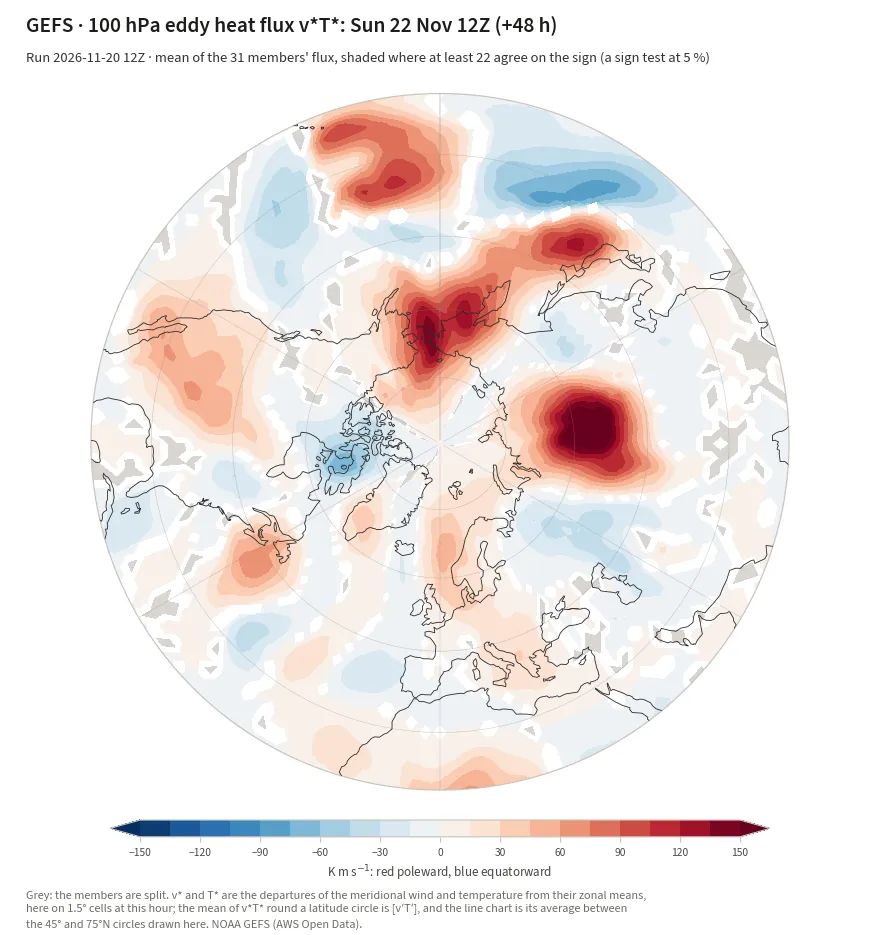 GEFS · 100 hPa eddy heat flux v*T*: Sun 22 Nov 12Z (+48 h)
Run 2026-11-20 12Z · mean of the 31 members' flux, shaded where at least 22 agree on the sign (a sign test at 5 %)
−150 −120 −90 −60 −30 0 30 60 90 120 150
K m s⁻¹: red poleward, blue equatorward
Grey: the members are split. v* and T* are the departures of the meridional wind and temperature from their zonal means,
here on 1.5° cells at this hour; the mean of v*T* round a latitude circle is [v'T'], and the line chart is its average between
the 45° and 75°N circles drawn here. NOAA GEFS (AWS Open Data).